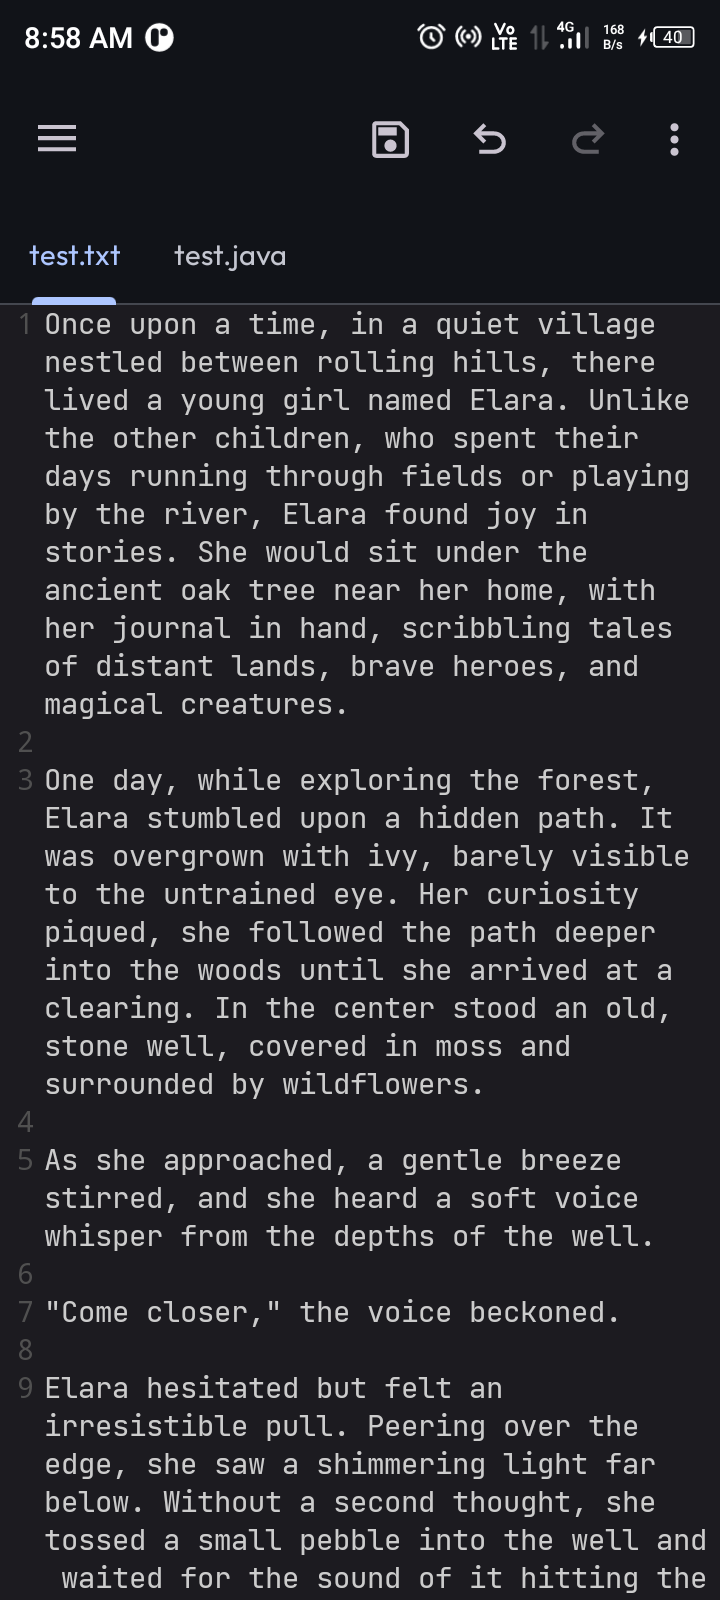 8:58 AM
Vo LTE
4G
168 B/s
40
test.txt test.java
1 Once upon a time, in a quiet village
nestled between rolling hills, there
lived a young girl named Elara. Unlike
the other children, who spent their
days running through fields or playing
by the river, Elara found joy in
stories. She would sit under the
ancient oak tree near her home, with
her journal in hand, scribbling tales
of distant lands, brave heroes, and
magical creatures.
2
3 One day, while exploring the forest,
Elara stumbled upon a hidden path. It
was overgrown with ivy, barely visible
to the untrained eye. Her curiosity
piqued, she followed the path deeper
into the woods until she arrived at a
clearing. In the center stood an old,
stone well, covered in moss and
surrounded by wildflowers.
4
5 As she approached, a gentle breeze
stirred, and she heard a soft voice
whisper from the depths of the well.
6
7 "Come closer," the voice beckoned.
8
9 Elara hesitated but felt an
irresistible pull. Peering over the
edge, she saw a shimmering light far
below. Without a second thought, she
tossed a small pebble into the well and
waited for the sound of it hitting the